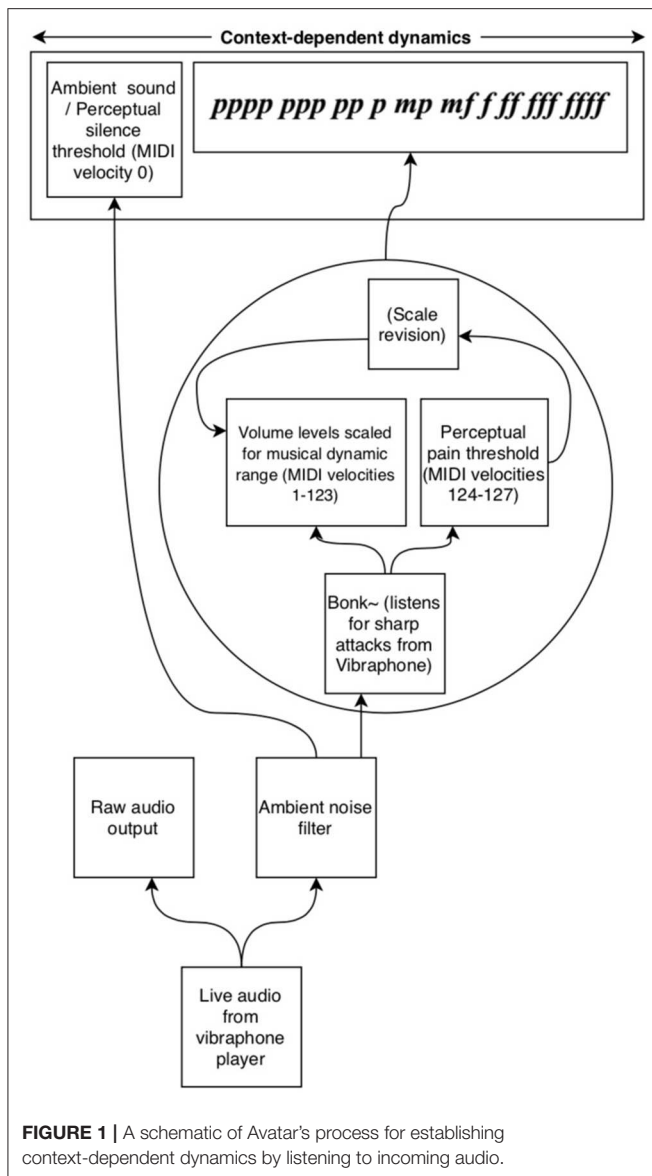 Context-dependent dynamics
Ambient sound
/ Perceptual
silence
threshold (MIDI
velocity 0)
pppp ppp pp p mp mf f ff fff ffff
(Scale
revision)
Volume levels scaled
for musical dynamic
range (MIDI velocities
1-123)
Perceptual
pain threshold
(MIDI velocities
124-127)
Bonk~ (listens
for sharp
attacks from
Vibraphone)
Raw audio
output
Ambient noise
filter
Live audio
from
vibraphone
player
FIGURE 1 | A schematic of Avatar's process for establishing
context-dependent dynamics by listening to incoming audio.